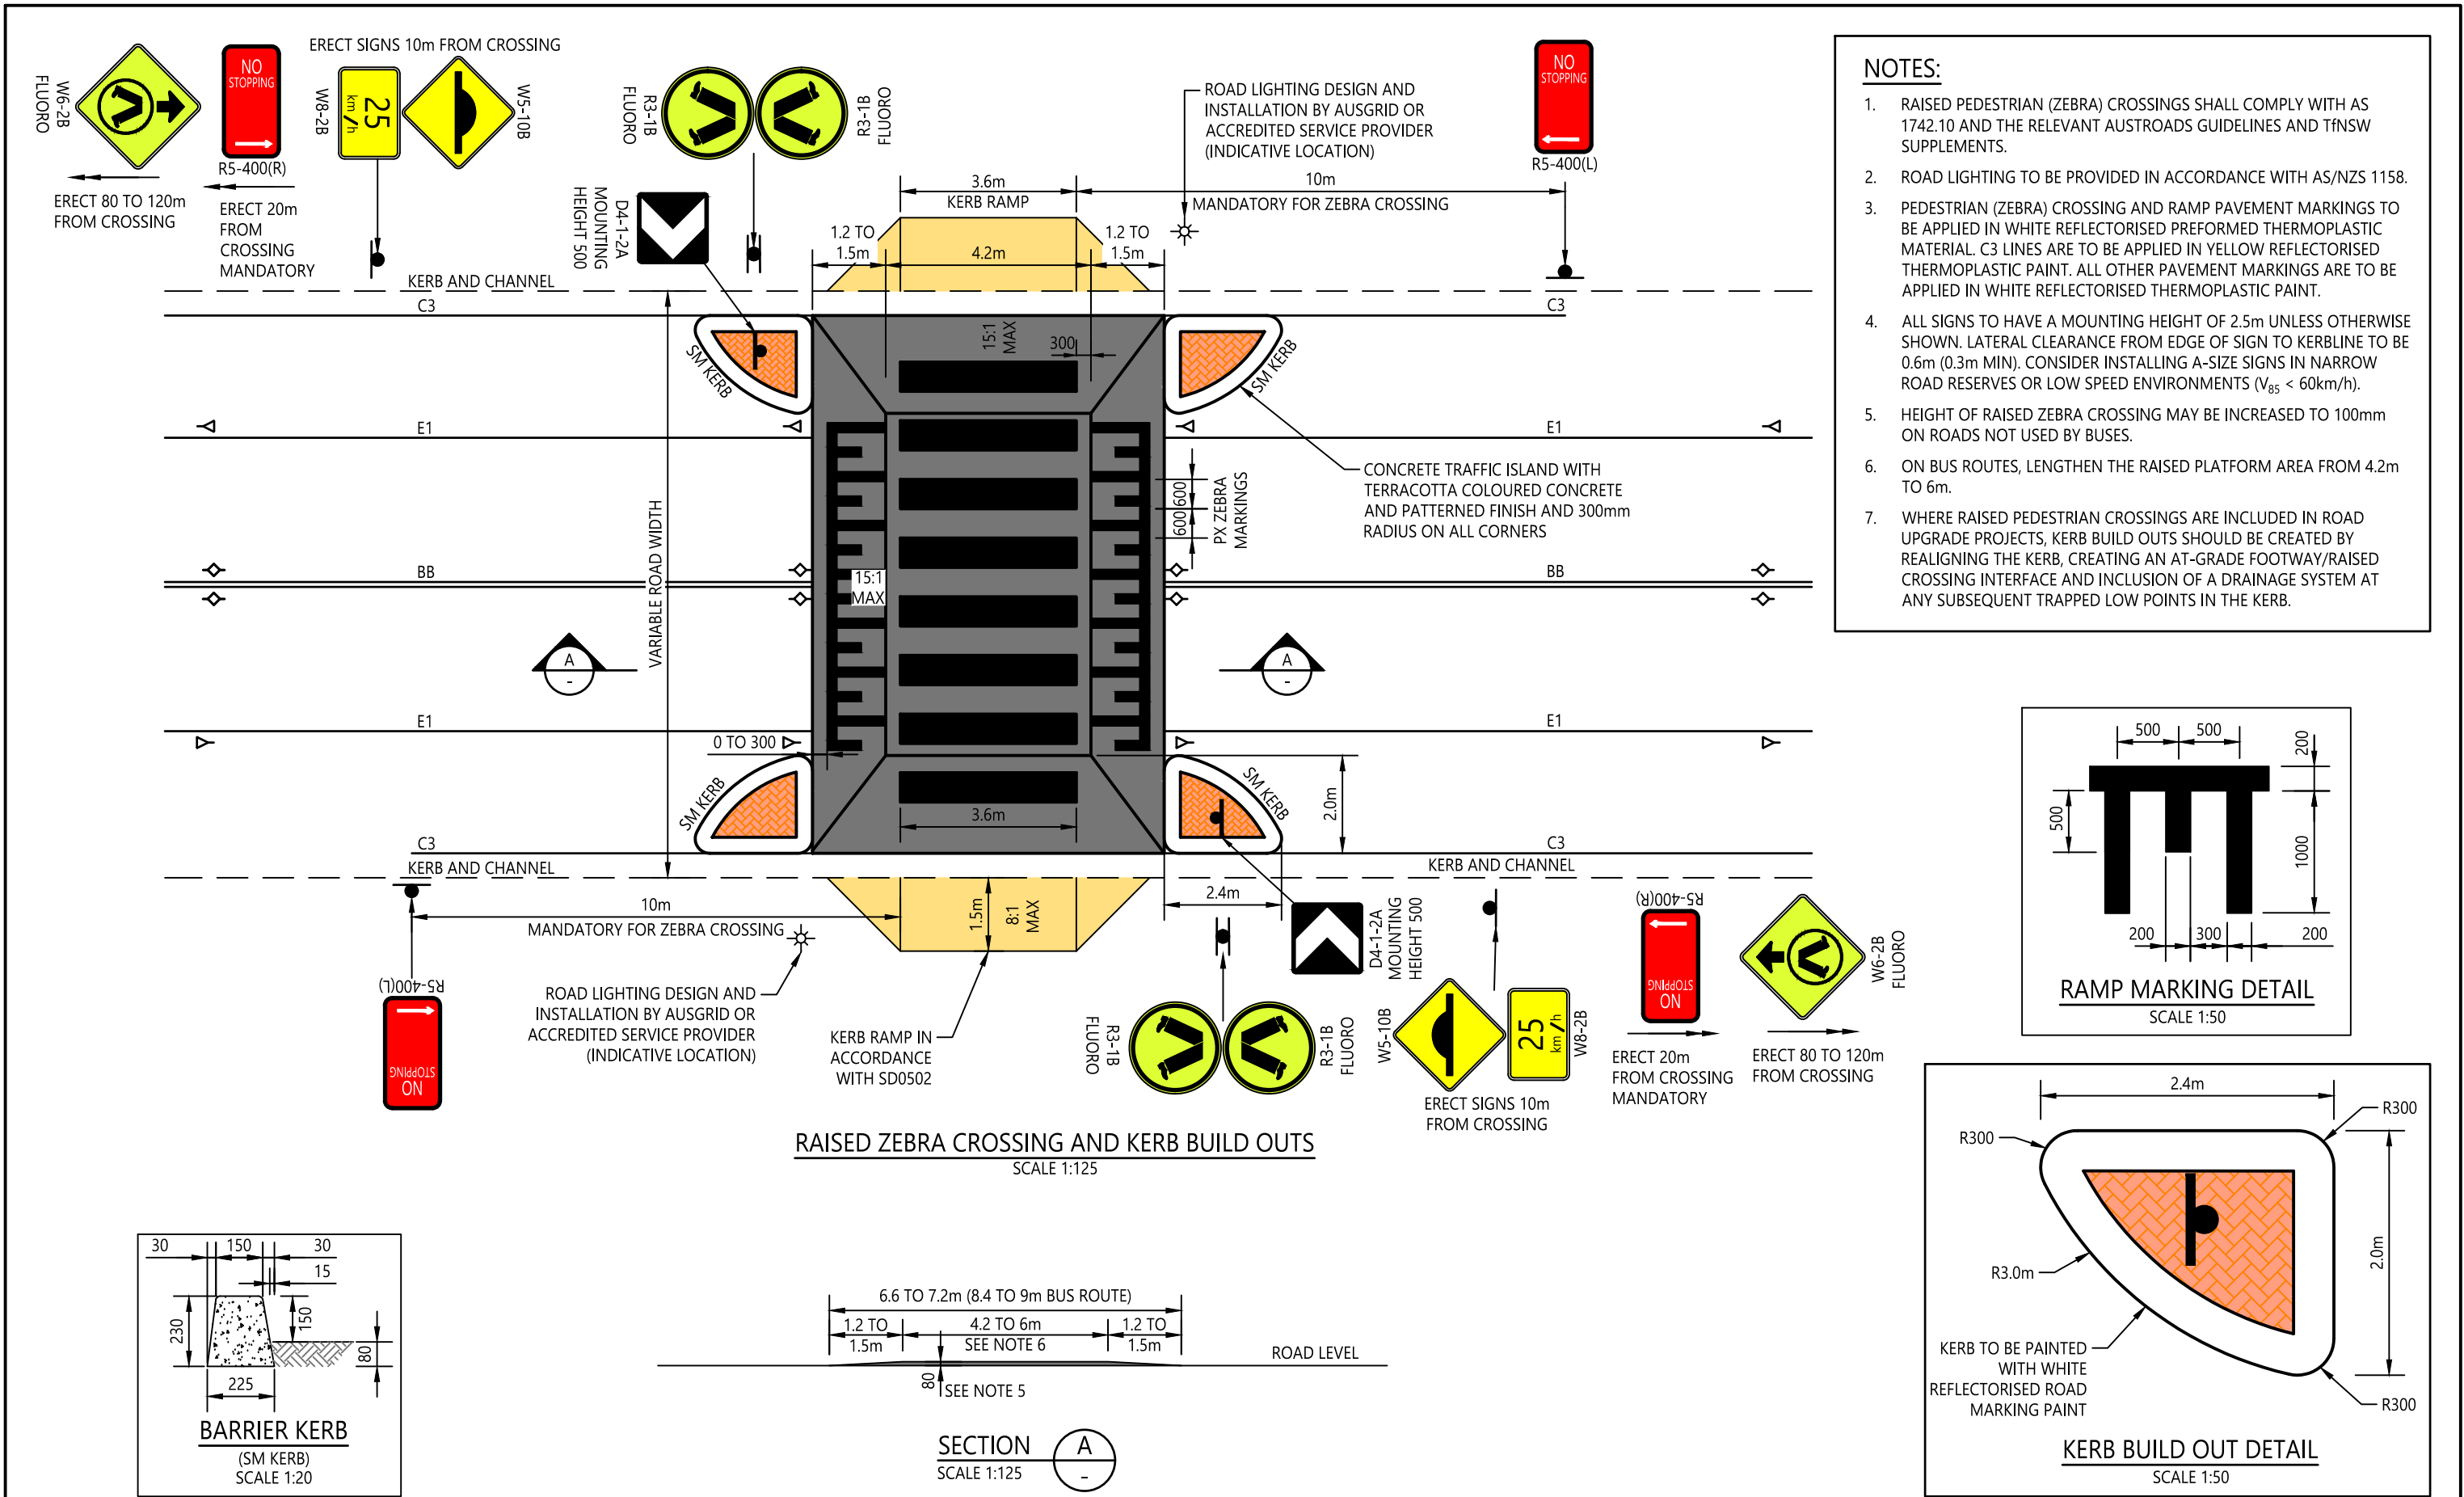 ERECT SIGNS 10m FROM CROSSING
W6-2B
FLUORO
NO
STOPPING
R5-400(R)
25
km/h
W8-2B
W5-10B
ERECT 80 TO 120m
FROM CROSSING
ERECT 20m
FROM
CROSSING
MANDATORY
R3-1B
FLUORO
R3-1B
FLUORO
D4-1-2A
MOUNTING
HEIGHT 500
ROAD LIGHTING DESIGN AND
INSTALLATION BY AUSGRID OR
ACCREDITED SERVICE PROVIDER
(INDICATIVE LOCATION)
NO
STOPPING
R5-400(L)
3.6m
KERB RAMP
10m
MANDATORY FOR ZEBRA CROSSING
1.2 TO
1.5m
4.2m
1.2 TO
1.5m
KERB AND CHANNEL
C3
C3
15:1
MAX
300
SM KERB
SM KERB
E1
E1
VARIABLE ROAD WIDTH
600
600
PX ZEBRA
MARKINGS
CONCRETE TRAFFIC ISLAND WITH
TERRACOTTA COLOURED CONCRETE
AND PATTERNED FINISH AND 300mm
RADIUS ON ALL CORNERS
BB
BB
15:1
MAX
A
-
A
-
E1
E1
0 TO 300
SM KERB
SM KERB
3.6m
2.0m
C3
C3
KERB AND CHANNEL
KERB AND CHANNEL
10m
MANDATORY FOR ZEBRA CROSSING
1.5m
8:1
MAX
2.4m
R5-400(L)
NO
STOPPING
ROAD LIGHTING DESIGN AND
INSTALLATION BY AUSGRID OR
ACCREDITED SERVICE PROVIDER
(INDICATIVE LOCATION)
KERB RAMP IN
ACCORDANCE
WITH SD0502
D4-1-2A
MOUNTING
HEIGHT 500
R3-1B
FLUORO
R3-1B
FLUORO
W5-10B
25
km/h
W8-2B
ERECT SIGNS 10m
FROM CROSSING
R5-400(R)
NO
STOPPING
ERECT 20m
FROM CROSSING
MANDATORY
W6-2B
FLUORO
ERECT 80 TO 120m
FROM CROSSING
RAISED ZEBRA CROSSING AND KERB BUILD OUTS
SCALE 1:125
NOTES:
1. RAISED PEDESTRIAN (ZEBRA) CROSSINGS SHALL COMPLY WITH AS
1742.10 AND THE RELEVANT AUSTROADS GUIDELINES AND TfNSW
SUPPLEMENTS.
2. ROAD LIGHTING TO BE PROVIDED IN ACCORDANCE WITH AS/NZS 1158.
3. PEDESTRIAN (ZEBRA) CROSSING AND RAMP PAVEMENT MARKINGS TO
BE APPLIED IN WHITE REFLECTORISED PREFORMED THERMOPLASTIC
MATERIAL. C3 LINES ARE TO BE APPLIED IN YELLOW REFLECTORISED
THERMOPLASTIC PAINT. ALL OTHER PAVEMENT MARKINGS ARE TO BE
APPLIED IN WHITE REFLECTORISED THERMOPLASTIC PAINT.
4. ALL SIGNS TO HAVE A MOUNTING HEIGHT OF 2.5m UNLESS OTHERWISE
SHOWN. LATERAL CLEARANCE FROM EDGE OF SIGN TO KERBLINE TO BE
0.6m (0.3m MIN). CONSIDER INSTALLING A-SIZE SIGNS IN NARROW
ROAD RESERVES OR LOW SPEED ENVIRONMENTS (V85 < 60km/h).
5. HEIGHT OF RAISED ZEBRA CROSSING MAY BE INCREASED TO 100mm
ON ROADS NOT USED BY BUSES.
6. ON BUS ROUTES, LENGTHEN THE RAISED PLATFORM AREA FROM 4.2m
TO 6m.
7. WHERE RAISED PEDESTRIAN CROSSINGS ARE INCLUDED IN ROAD
UPGRADE PROJECTS, KERB BUILD OUTS SHOULD BE CREATED BY
REALIGNING THE KERB, CREATING AN AT-GRADE FOOTWAY/RAISED
CROSSING INTERFACE AND INCLUSION OF A DRAINAGE SYSTEM AT
ANY SUBSEQUENT TRAPPED LOW POINTS IN THE KERB.
500
500
200
500
1000
200
300
200
RAMP MARKING DETAIL
SCALE 1:50
2.4m
R300
R300
2.0m
R3.0m
KERB TO BE PAINTED
WITH WHITE
REFLECTORISED ROAD
MARKING PAINT
R300
KERB BUILD OUT DETAIL
SCALE 1:50
30
150
30
15
230
150
80
225
BARRIER KERB
(SM KERB)
SCALE 1:20
6.6 TO 7.2m (8.4 TO 9m BUS ROUTE)
1.2 TO
1.5m
4.2 TO 6m
SEE NOTE 6
1.2 TO
1.5m
ROAD LEVEL
80
SEE NOTE 5
SECTION
SCALE 1:125
A
-